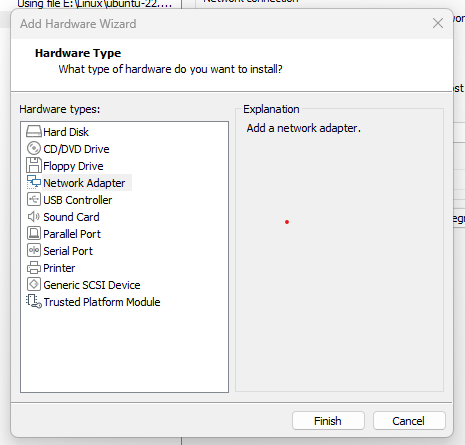 Using file E:\Linux\ubuntu-22....
Network connection
Add Hardware Wizard
Hardware Type
What type of hardware do you want to install?
Hardware types:
Hard Disk
CD/DVD Drive
Floppy Drive
Network Adapter
USB Controller
Sound Card
Parallel Port
Serial Port
Printer
Generic SCSI Device
Trusted Platform Module
Explanation
Add a network adapter.
Finish
Cancel